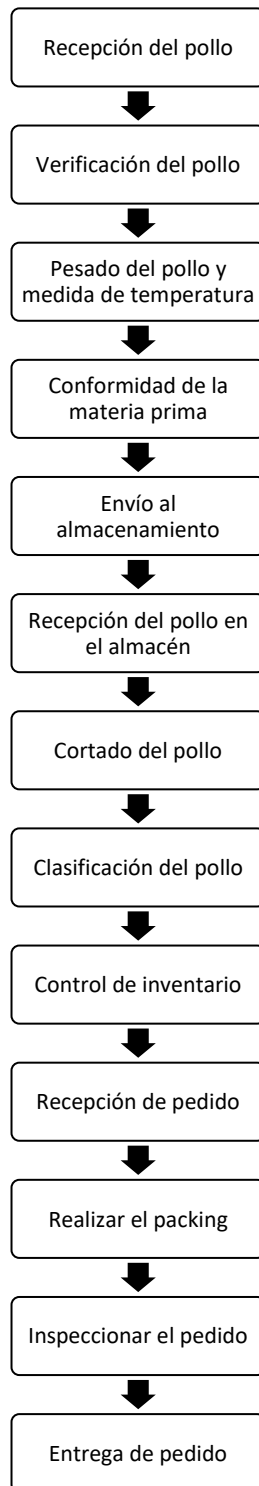 Recepción del pollo
Verificación del pollo
Pesado del pollo y
medida de temperatura
Conformidad de la
materia prima
Envío al
almacenamiento
Recepción del pollo en
el almacén
Cortado del pollo
Clasificación del pollo
Control de inventario
Recepción de pedido
Realizar el packing
Inspeccionar el pedido
Entrega de pedido